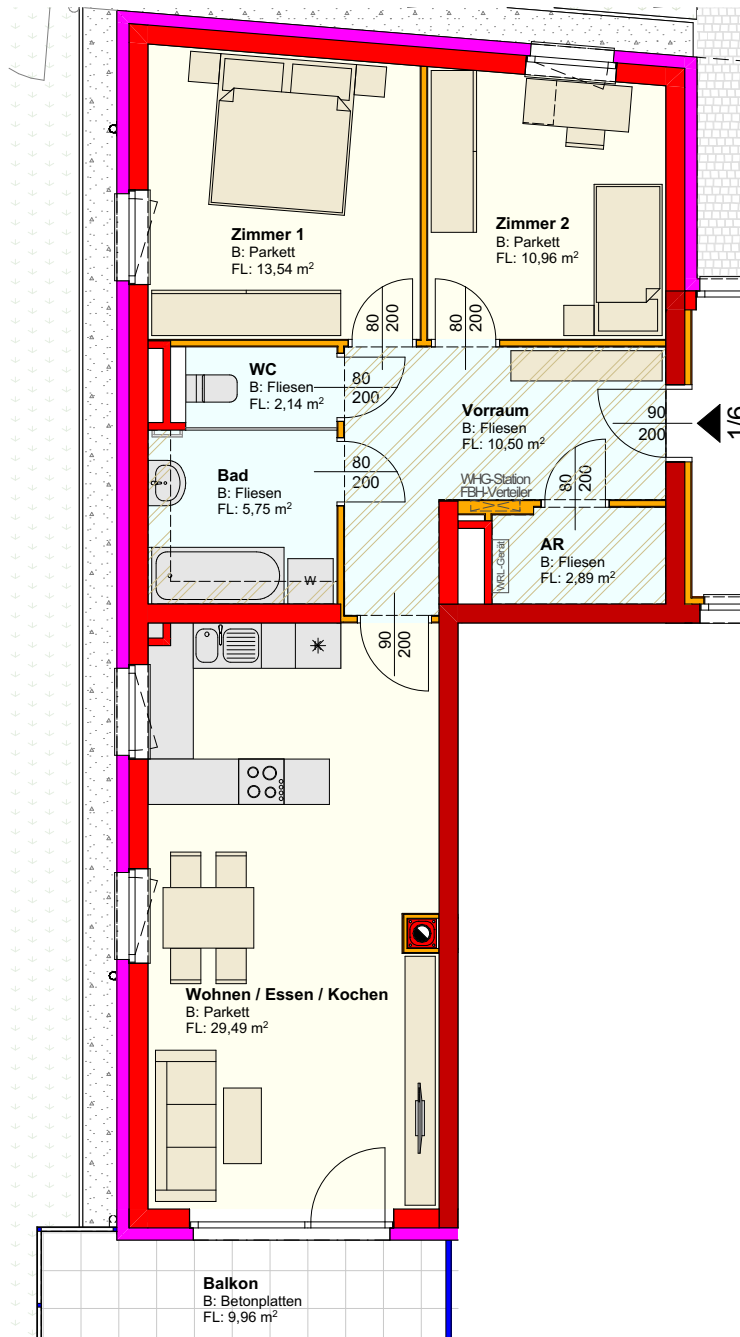 Zimmer 1
B: Parkett
FL: 13,54 m²
Zimmer 2
B: Parkett
FL: 10,96 m²
80
200
80
200
WC
B: Fliesen
FL: 2,14 m²
80
200
Vorraum
B: Fliesen
FL: 10,50 m²
90
200
1/6
Bad
B: Fliesen
FL: 5,75 m²
80
200
WHG-Station
FBH-Verteiler
80
200
AR
B: Fliesen
FL: 2,89 m²
WRL-Gerät
W
90
200
Wohnen / Essen / Kochen
B: Parkett
FL: 29,49 m²
Balkon
B: Betonplatten
FL: 9,96 m²